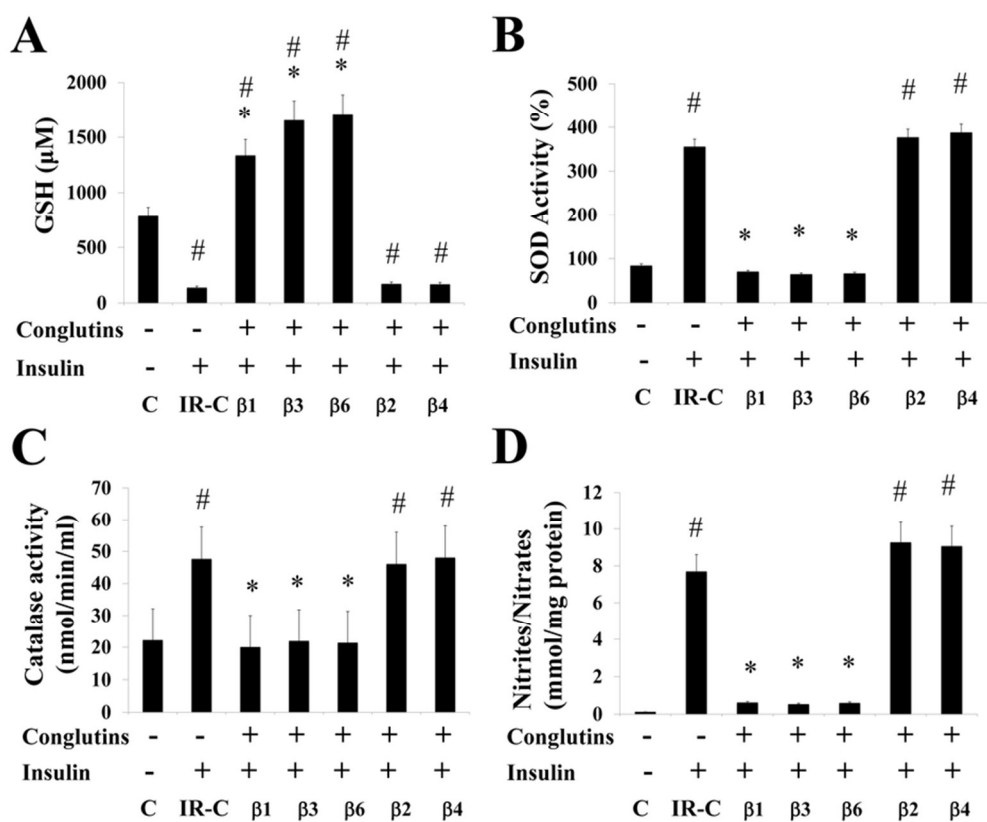 A
GSH (μM)
2000
1500
1000
500
0
# # # # # # 
* * *
Conglutins - - + + + + +
Insulin - + + + + + +
C IR-C β1 β3 β6 β2 β4
B
SOD Activity (%)
500
400
300
200
100
0
# * * * # #
Conglutins - - + + + + +
Insulin - + + + + + +
C IR-C β1 β3 β6 β2 β4
C
Catalase activity
(nmol/min/ml)
70
60
50
40
30
20
10
0
# * * * # #
Conglutins - - + + + + +
Insulin - + + + + + +
C IR-C β1 β3 β6 β2 β4
D
Nitrites/Nitrates
(mmol/mg protein)
12
10
8
6
4
2
0
# * * * # #
Conglutins - - + + + + +
Insulin - + + + + + +
C IR-C β1 β3 β6 β2 β4